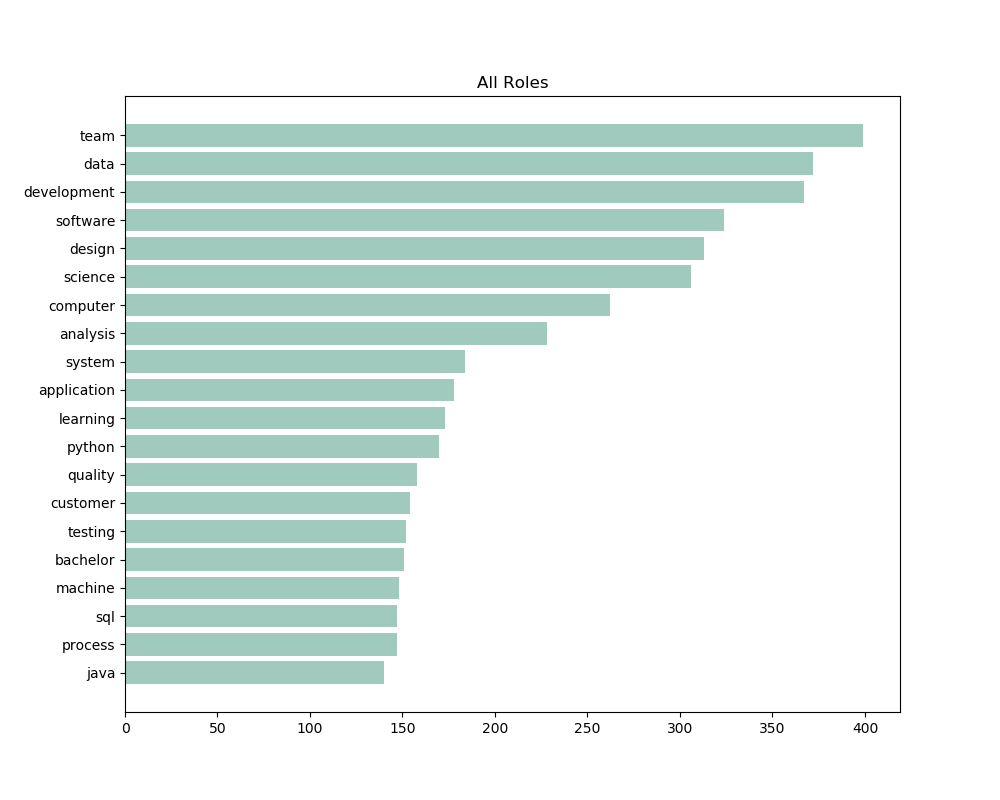 All Roles
team
data
development
software
design
science
computer
analysis
system
application
learning
python
quality
customer
testing
bachelor
machine
sql
process
java
0 50 100 150 200 250 300 350 400